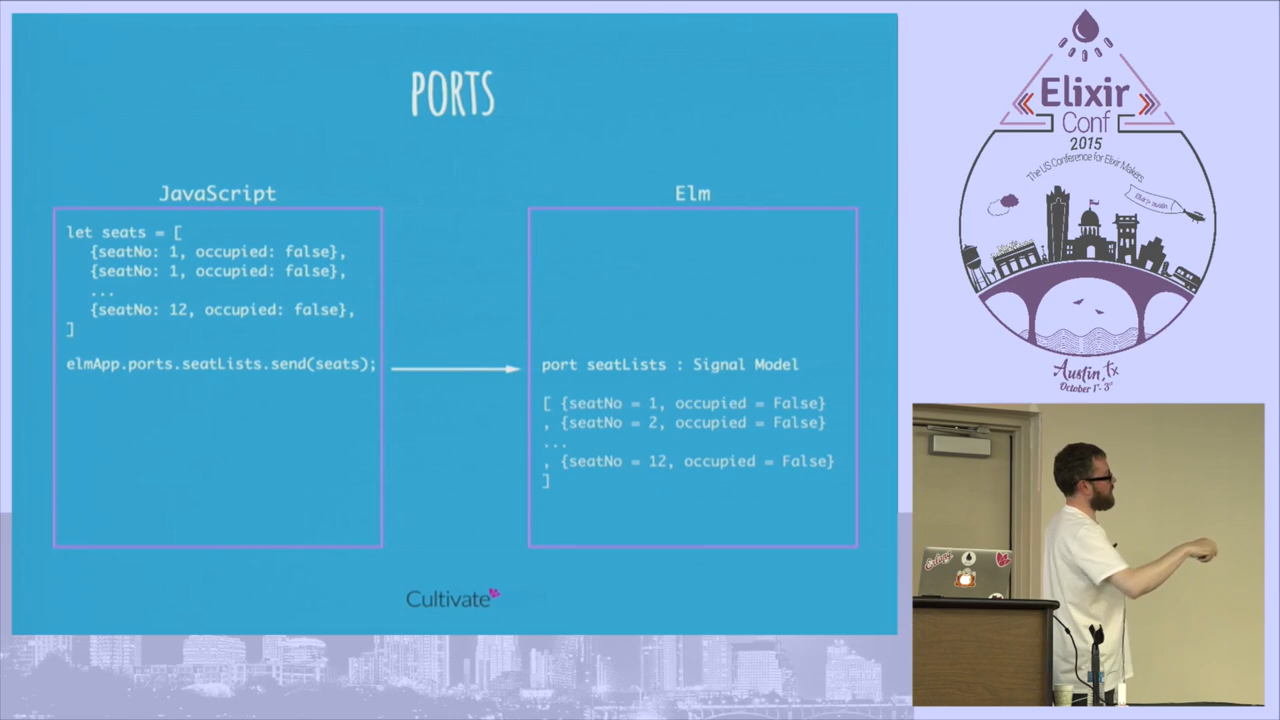 PORTS
JavaScript
let seats = [
{seatNo: 1, occupied: false},
{seatNo: 1, occupied: false},
...
{seatNo: 12, occupied: false},
]
elmApp.ports.seatLists.send(seats);
Elm
port seatLists : Signal Model
[ {seatNo = 1, occupied = False}
, {seatNo = 2, occupied = False}
...
, {seatNo = 12, occupied = False}
]
Cultivate
Elixir
Conf
2015
The US Conference for Elixir Makers
Austin, Tx
October 1st - 3rd